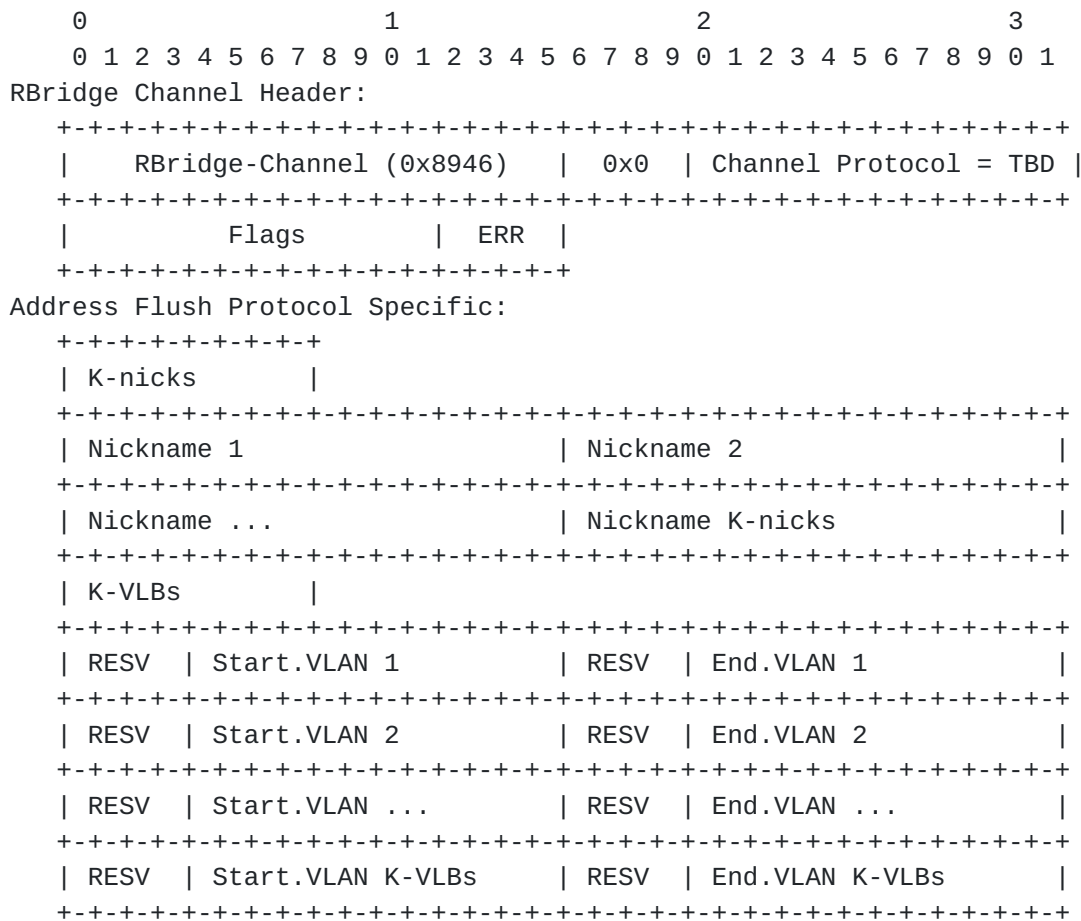 0                   1                   2                   3
    0 1 2 3 4 5 6 7 8 9 0 1 2 3 4 5 6 7 8 9 0 1 2 3 4 5 6 7 8 9 0 1
RBridge Channel Header:
   +-+-+-+-+-+-+-+-+-+-+-+-+-+-+-+-+-+-+-+-+-+-+-+-+-+-+-+-+-+-+-+-+
   |    RBridge-Channel (0x8946)   |  0x0  | Channel Protocol = TBD |
   +-+-+-+-+-+-+-+-+-+-+-+-+-+-+-+-+-+-+-+-+-+-+-+-+-+-+-+-+-+-+-+-+
   |          Flags        |  ERR  |
   +-+-+-+-+-+-+-+-+-+-+-+-+-+-+-+-+
Address Flush Protocol Specific:
   +-+-+-+-+-+-+-+-+
   | K-nicks       |
   +-+-+-+-+-+-+-+-+-+-+-+-+-+-+-+-+-+-+-+-+-+-+-+-+-+-+-+-+-+-+-+-+
   | Nickname 1                    | Nickname 2                    |
   +-+-+-+-+-+-+-+-+-+-+-+-+-+-+-+-+-+-+-+-+-+-+-+-+-+-+-+-+-+-+-+-+
   | Nickname ...                  | Nickname K-nicks              |
   +-+-+-+-+-+-+-+-+-+-+-+-+-+-+-+-+-+-+-+-+-+-+-+-+-+-+-+-+-+-+-+-+
   | K-VLBs        |
   +-+-+-+-+-+-+-+-+-+-+-+-+-+-+-+-+-+-+-+-+-+-+-+-+-+-+-+-+-+-+-+-+
   | RESV  | Start.VLAN 1          | RESV  | End.VLAN 1            |
   +-+-+-+-+-+-+-+-+-+-+-+-+-+-+-+-+-+-+-+-+-+-+-+-+-+-+-+-+-+-+-+-+
   | RESV  | Start.VLAN 2          | RESV  | End.VLAN 2            |
   +-+-+-+-+-+-+-+-+-+-+-+-+-+-+-+-+-+-+-+-+-+-+-+-+-+-+-+-+-+-+-+-+
   | RESV  | Start.VLAN ...        | RESV  | End.VLAN ...          |
   +-+-+-+-+-+-+-+-+-+-+-+-+-+-+-+-+-+-+-+-+-+-+-+-+-+-+-+-+-+-+-+-+
   | RESV  | Start.VLAN K-VLBs     | RESV  | End.VLAN K-VLBs       |
   +-+-+-+-+-+-+-+-+-+-+-+-+-+-+-+-+-+-+-+-+-+-+-+-+-+-+-+-+-+-+-+-+